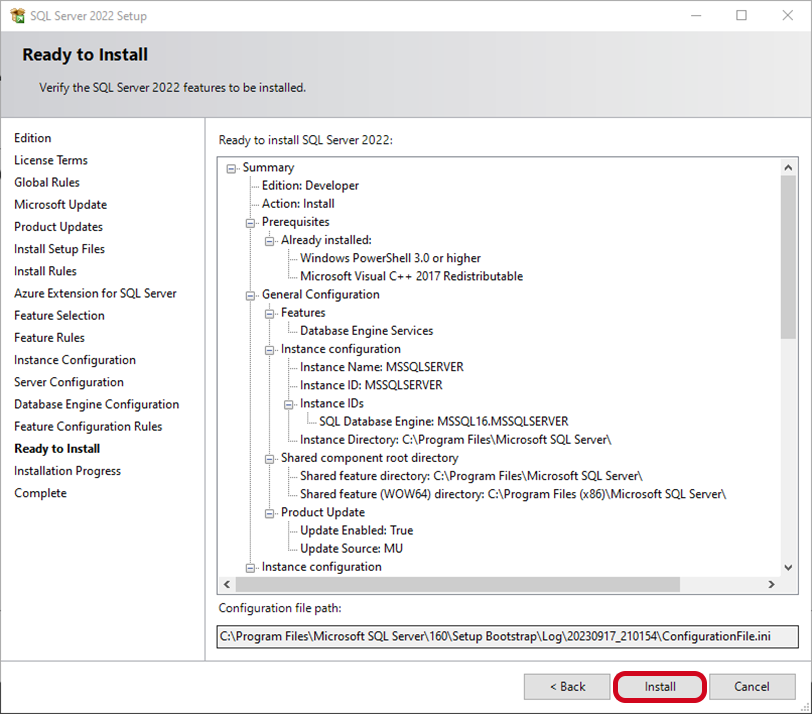 SQL Server 2022 Setup
Ready to Install
Verify the SQL Server 2022 features to be installed.
Edition
License Terms
Global Rules
Microsoft Update
Product Updates
Install Setup Files
Install Rules
Azure Extension for SQL Server
Feature Selection
Feature Rules
Instance Configuration
Server Configuration
Database Engine Configuration
Feature Configuration Rules
Ready to Install
Installation Progress
Complete
Ready to install SQL Server 2022:
Summary
Edition: Developer
Action: Install
Prerequisites
Already installed:
Windows PowerShell 3.0 or higher
Microsoft Visual C++ 2017 Redistributable
General Configuration
Features
Database Engine Services
Instance configuration
Instance Name: MSSQLSERVER
Instance ID: MSSQLSERVER
Instance IDs
SQL Database Engine: MSSQL16.MSSQLSERVER
Instance Directory: C:\Program Files\Microsoft SQL Server\
Shared component root directory
Shared feature directory: C:\Program Files\Microsoft SQL Server\
Shared feature (WOW64) directory: C:\Program Files (x86)\Microsoft SQL Server\
Product Update
Update Enabled: True
Update Source: MU
Instance configuration
Configuration file path:
C:\Program Files\Microsoft SQL Server\160\Setup Bootstrap\Log\20230917_210154\ConfigurationFile.ini
< Back
Install
Cancel